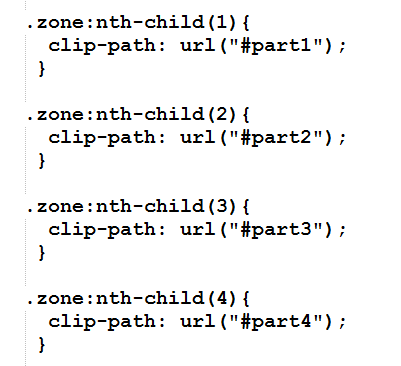 .zone:nth-child(1){
clip-path: url("#part1");
}
.zone:nth-child(2){
clip-path: url("#part2");
}
.zone:nth-child(3){
clip-path: url("#part3");
}
.zone:nth-child(4){
clip-path: url("#part4");
}